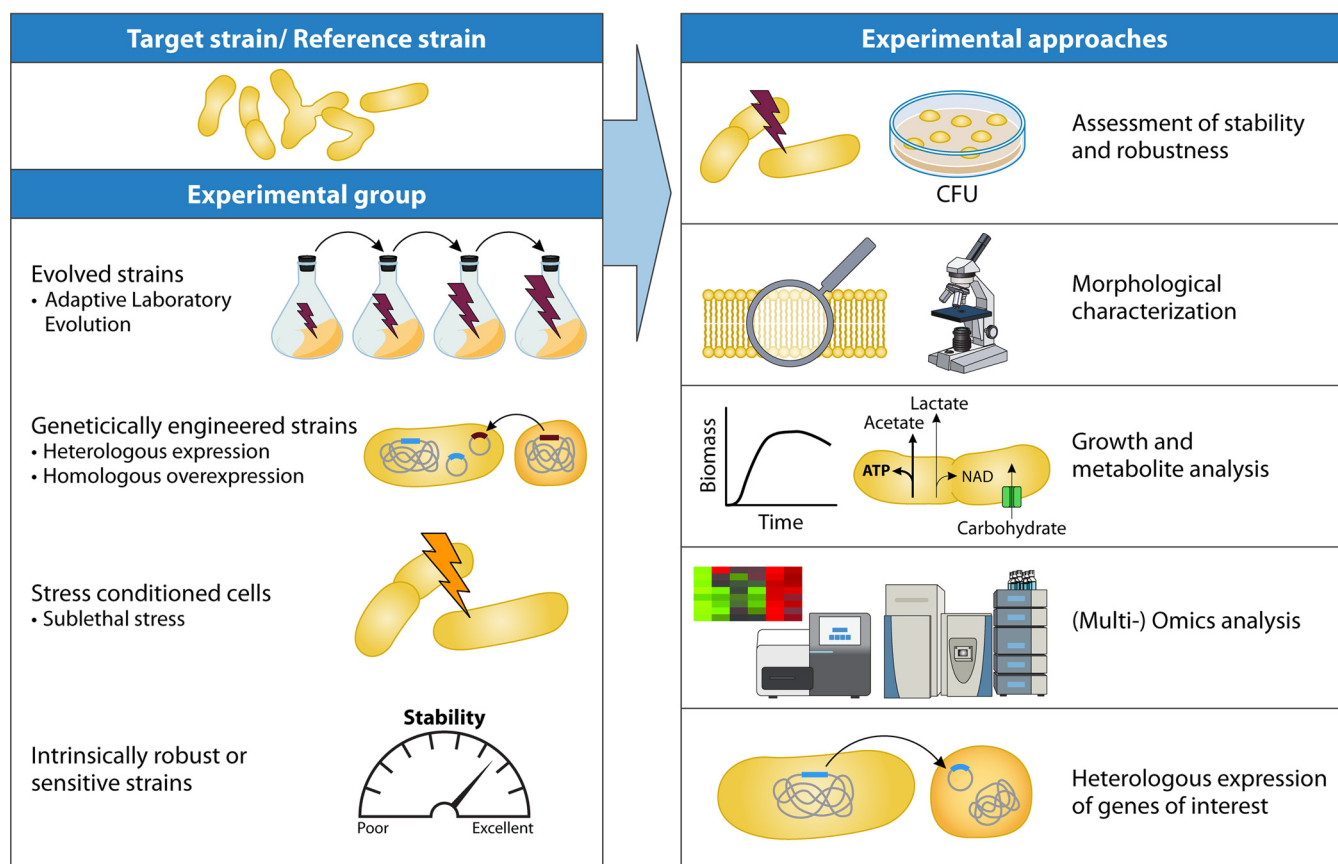 Target strain/ Reference strain
Experimental group
Evolved strains
• Adaptive Laboratory
Evolution
Geneticically engineered strains
• Heterologous expression
• Homologous overexpression
Stress conditioned cells
• Sublethal stress
Intrinsically robust or
sensitive strains
Stability
Poor
Excellent
Experimental approaches
CFU
Assessment of stability
and robustness
Morphological
characterization
Biomass
Time
Lactate
Acetate
ATP
NAD
Carbohydrate
Growth and
metabolite analysis
(Multi-) Omics analysis
Heterologous expression
of genes of interest